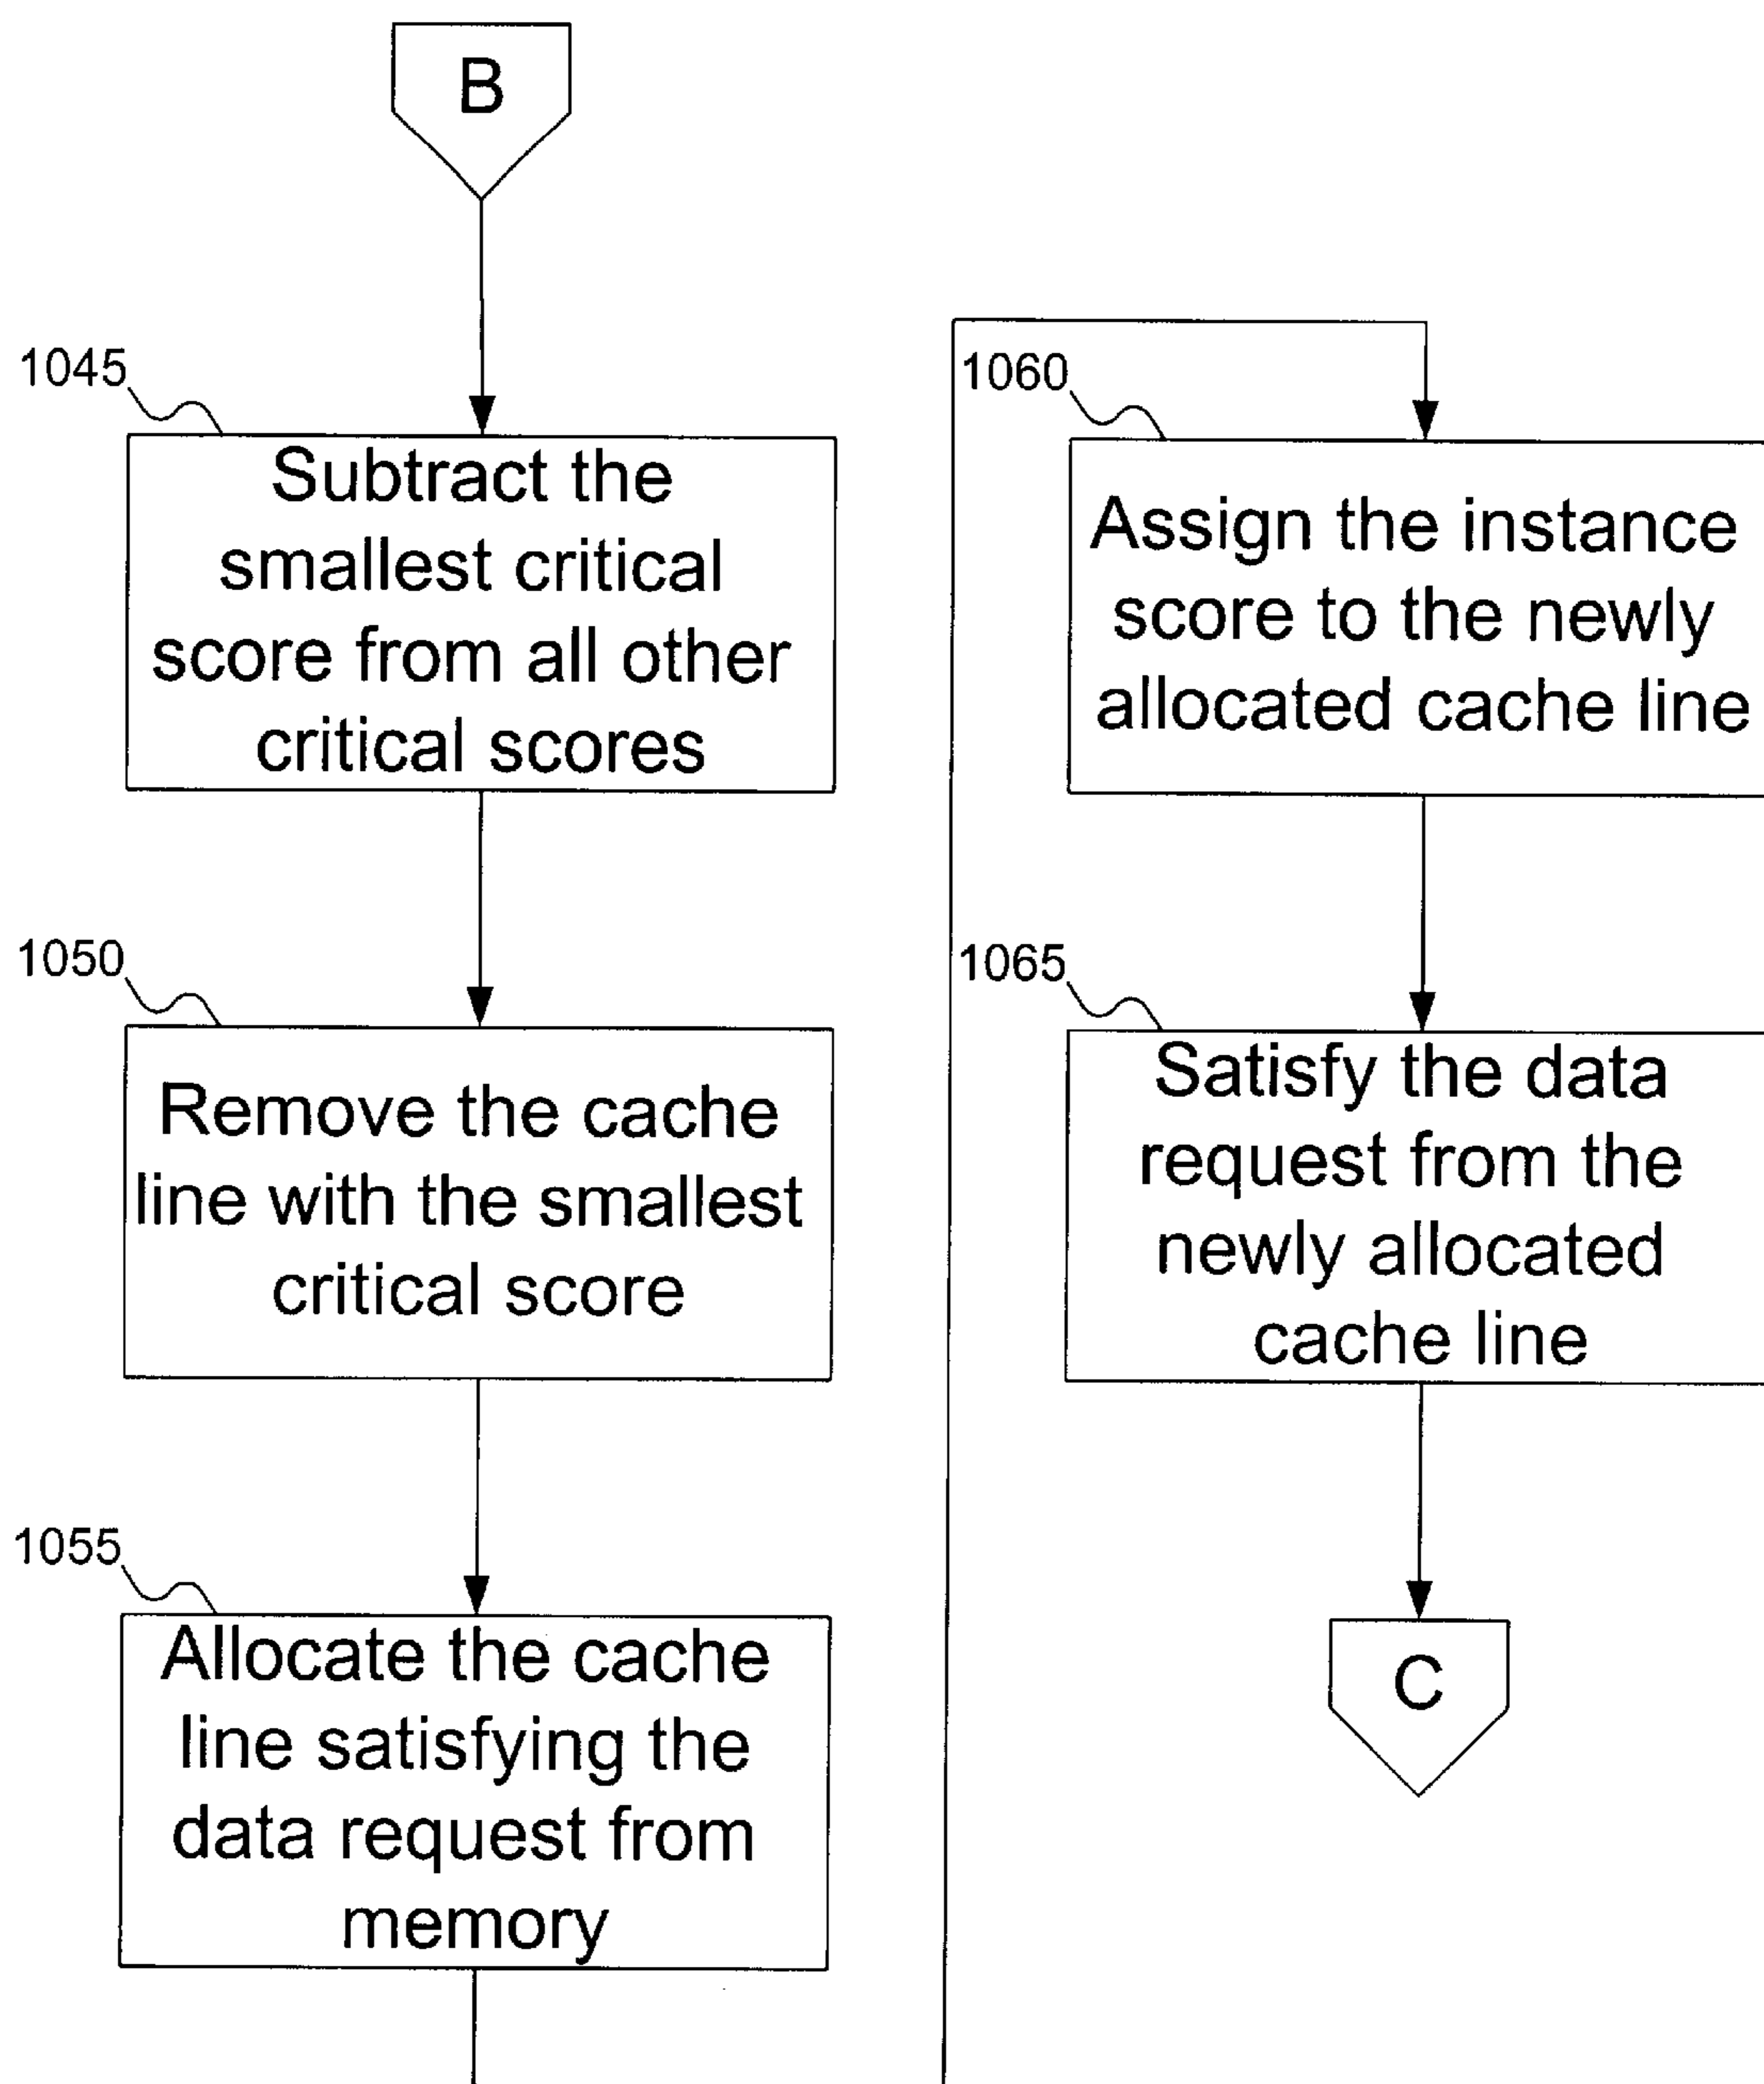 B
1045
Subtract the
smallest critical
score from all other
critical scores
1050
Remove the cache
line with the smallest
critical score
1055
Allocate the cache
line satisfying the
data request from
memory
1060
Assign the instance
score to the newly
allocated cache line
1065
Satisfy the data
request from the
newly allocated
cache line
C